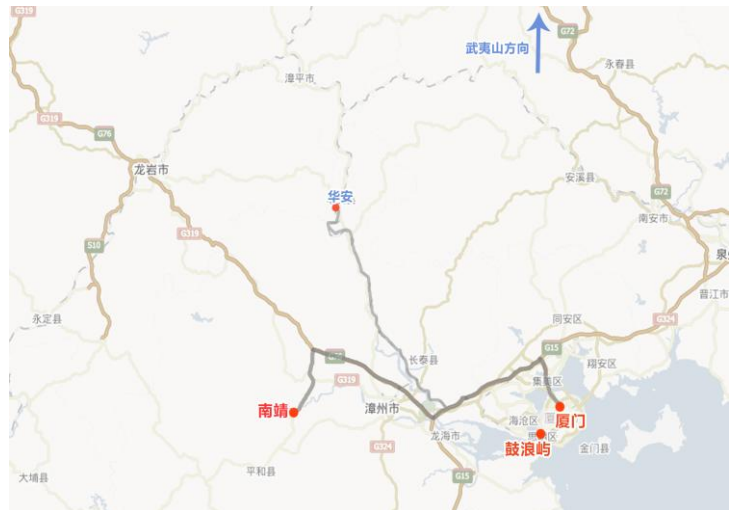 G319
G72
武夷山方向
永春县
漳平市
G319
G76
龙岩市
安溪县
华安
G72
南安市
G319
泉
S10
晋江市
永定县
G324
同安区
G15
长泰县
翔安区
集美区
G319
南靖
漳州市
厦门
海沧区
龙海市
鼓浪屿
金门县
G324
平和县
大埔县
G15